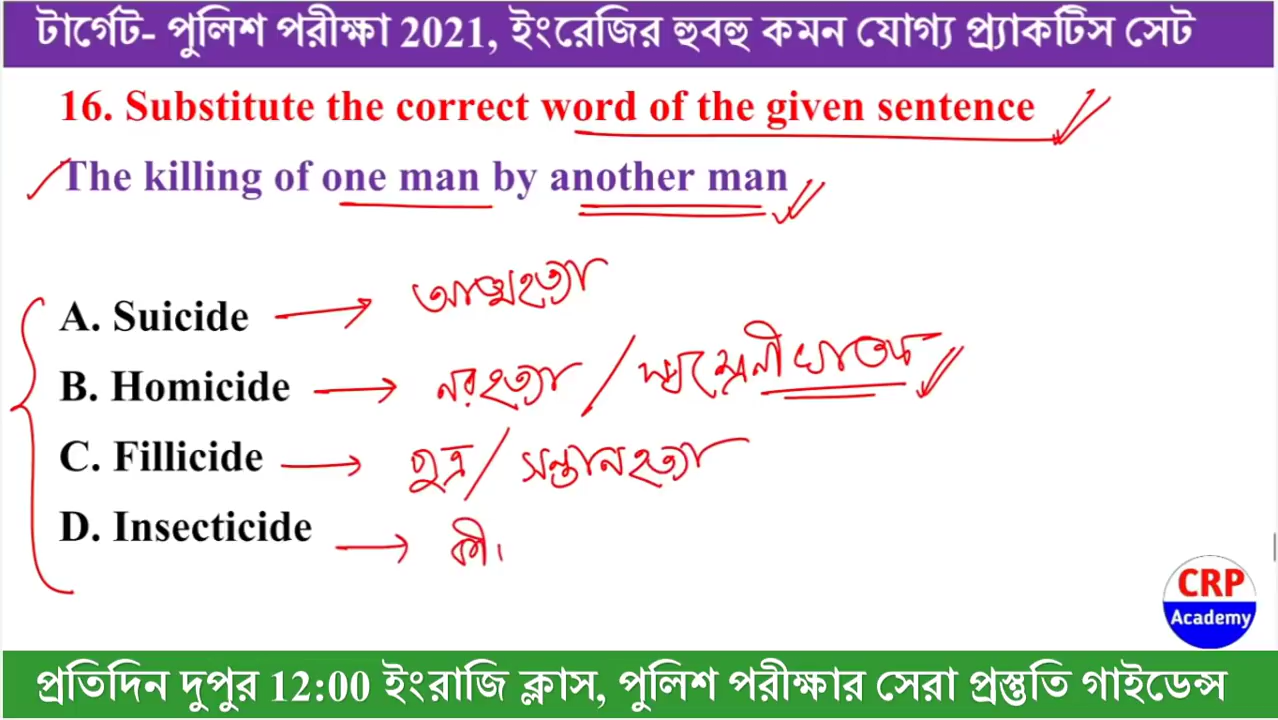 টার্গেট- পুলিশ পরীক্ষা 2021, ইংরেজির হুবহু কমন যোগ্য প্র্যাকটিস সেট
16. Substitute the correct word of the given sentence
The killing of one man by another man
A. Suicide → আত্মহত্যা
B. Homicide → নরহত্যা /
C. Fillicide → পুত্র/ সন্তানহত্যা
D. Insecticide → কী
CRP
Academy
প্রতিদিন দুপুর 12:00 ইংরাজি ক্লাস, পুলিশ পরীক্ষার সেরা প্রস্তুতি গাইডেন্স